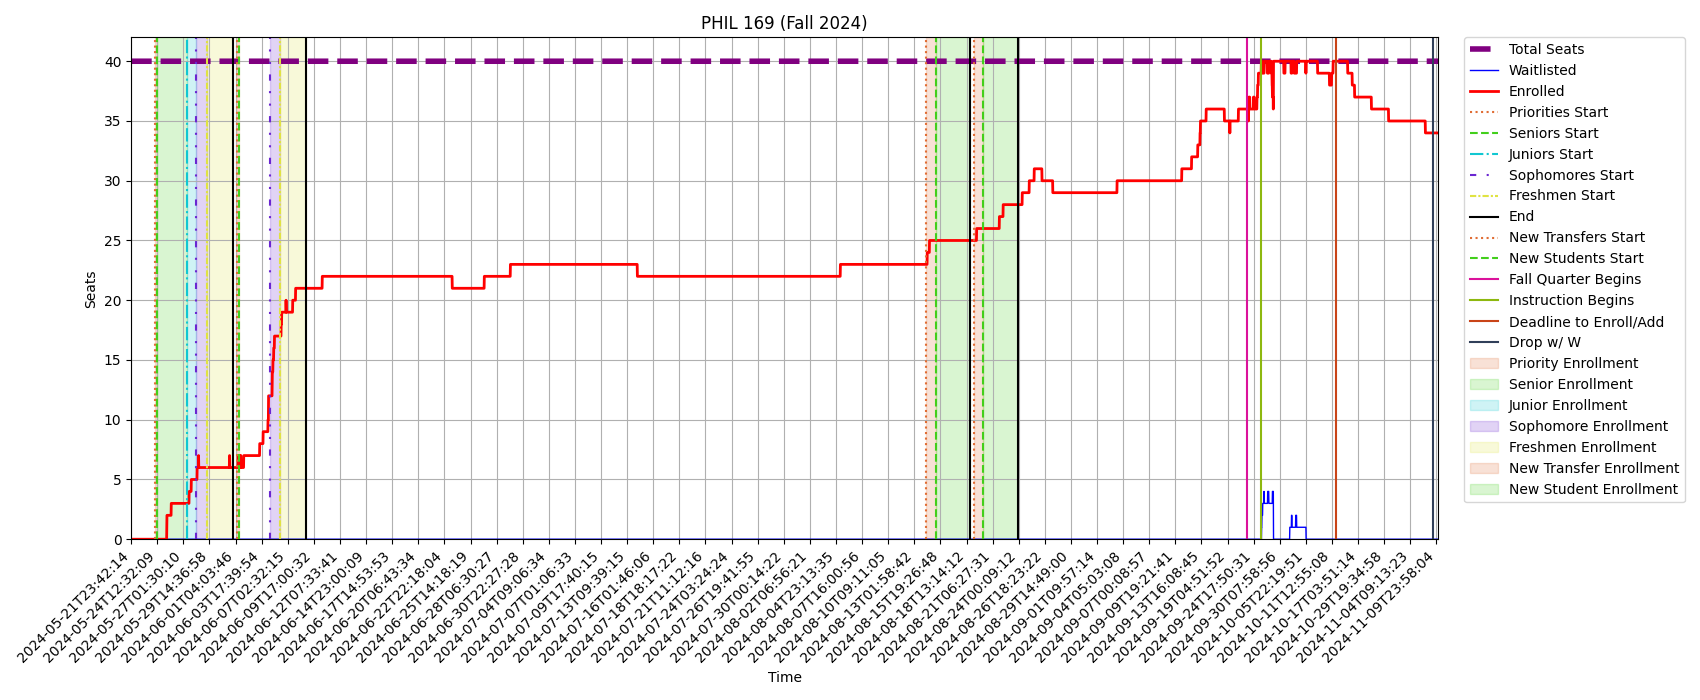 PHIL 169 (Fall 2024)
Seats
40
35
30
25
20
15
10
5
0
2024-05-21T23:42:14
2024-05-24T12:32:09
2024-05-27T01:30:10
2024-05-29T14:36:58
2024-06-01T04:03:46
2024-06-03T17:39:54
2024-06-07T02:32:15
2024-06-09T17:00:32
2024-06-12T07:33:41
2024-06-14T23:00:09
2024-06-17T14:53:53
2024-06-20T06:43:34
2024-06-22T22:18:04
2024-06-25T14:18:19
2024-06-28T06:30:27
2024-06-30T22:27:28
2024-07-04T09:06:34
2024-07-07T01:06:33
2024-07-09T17:40:15
2024-07-13T09:39:15
2024-07-16T01:46:06
2024-07-18T18:17:22
2024-07-21T11:12:16
2024-07-24T03:24:24
2024-07-26T19:41:55
2024-07-30T00:14:22
2024-08-02T06:56:21
2024-08-04T23:13:35
2024-08-07T16:00:56
2024-08-10T09:11:05
2024-08-13T01:58:42
2024-08-15T19:26:48
2024-08-18T13:14:12
2024-08-21T06:27:31
2024-08-24T00:09:12
2024-08-26T18:23:22
2024-08-29T14:49:00
2024-09-01T09:57:14
2024-09-04T05:03:08
2024-09-07T00:08:57
2024-09-09T19:21:41
2024-09-13T16:08:45
2024-09-19T04:51:52
2024-09-24T17:50:31
2024-09-30T07:58:56
2024-10-05T22:19:51
2024-10-11T12:55:08
2024-10-17T03:51:14
2024-10-29T19:34:58
2024-11-04T09:13:23
2024-11-09T23:58:04
Time
Total Seats
Waitlisted
Enrolled
Priorities Start
Seniors Start
Juniors Start
Sophomores Start
Freshmen Start
End
New Transfers Start
New Students Start
Fall Quarter Begins
Instruction Begins
Deadline to Enroll/Add
Drop w/ W
Priority Enrollment
Senior Enrollment
Junior Enrollment
Sophomore Enrollment
Freshmen Enrollment
New Transfer Enrollment
New Student Enrollment